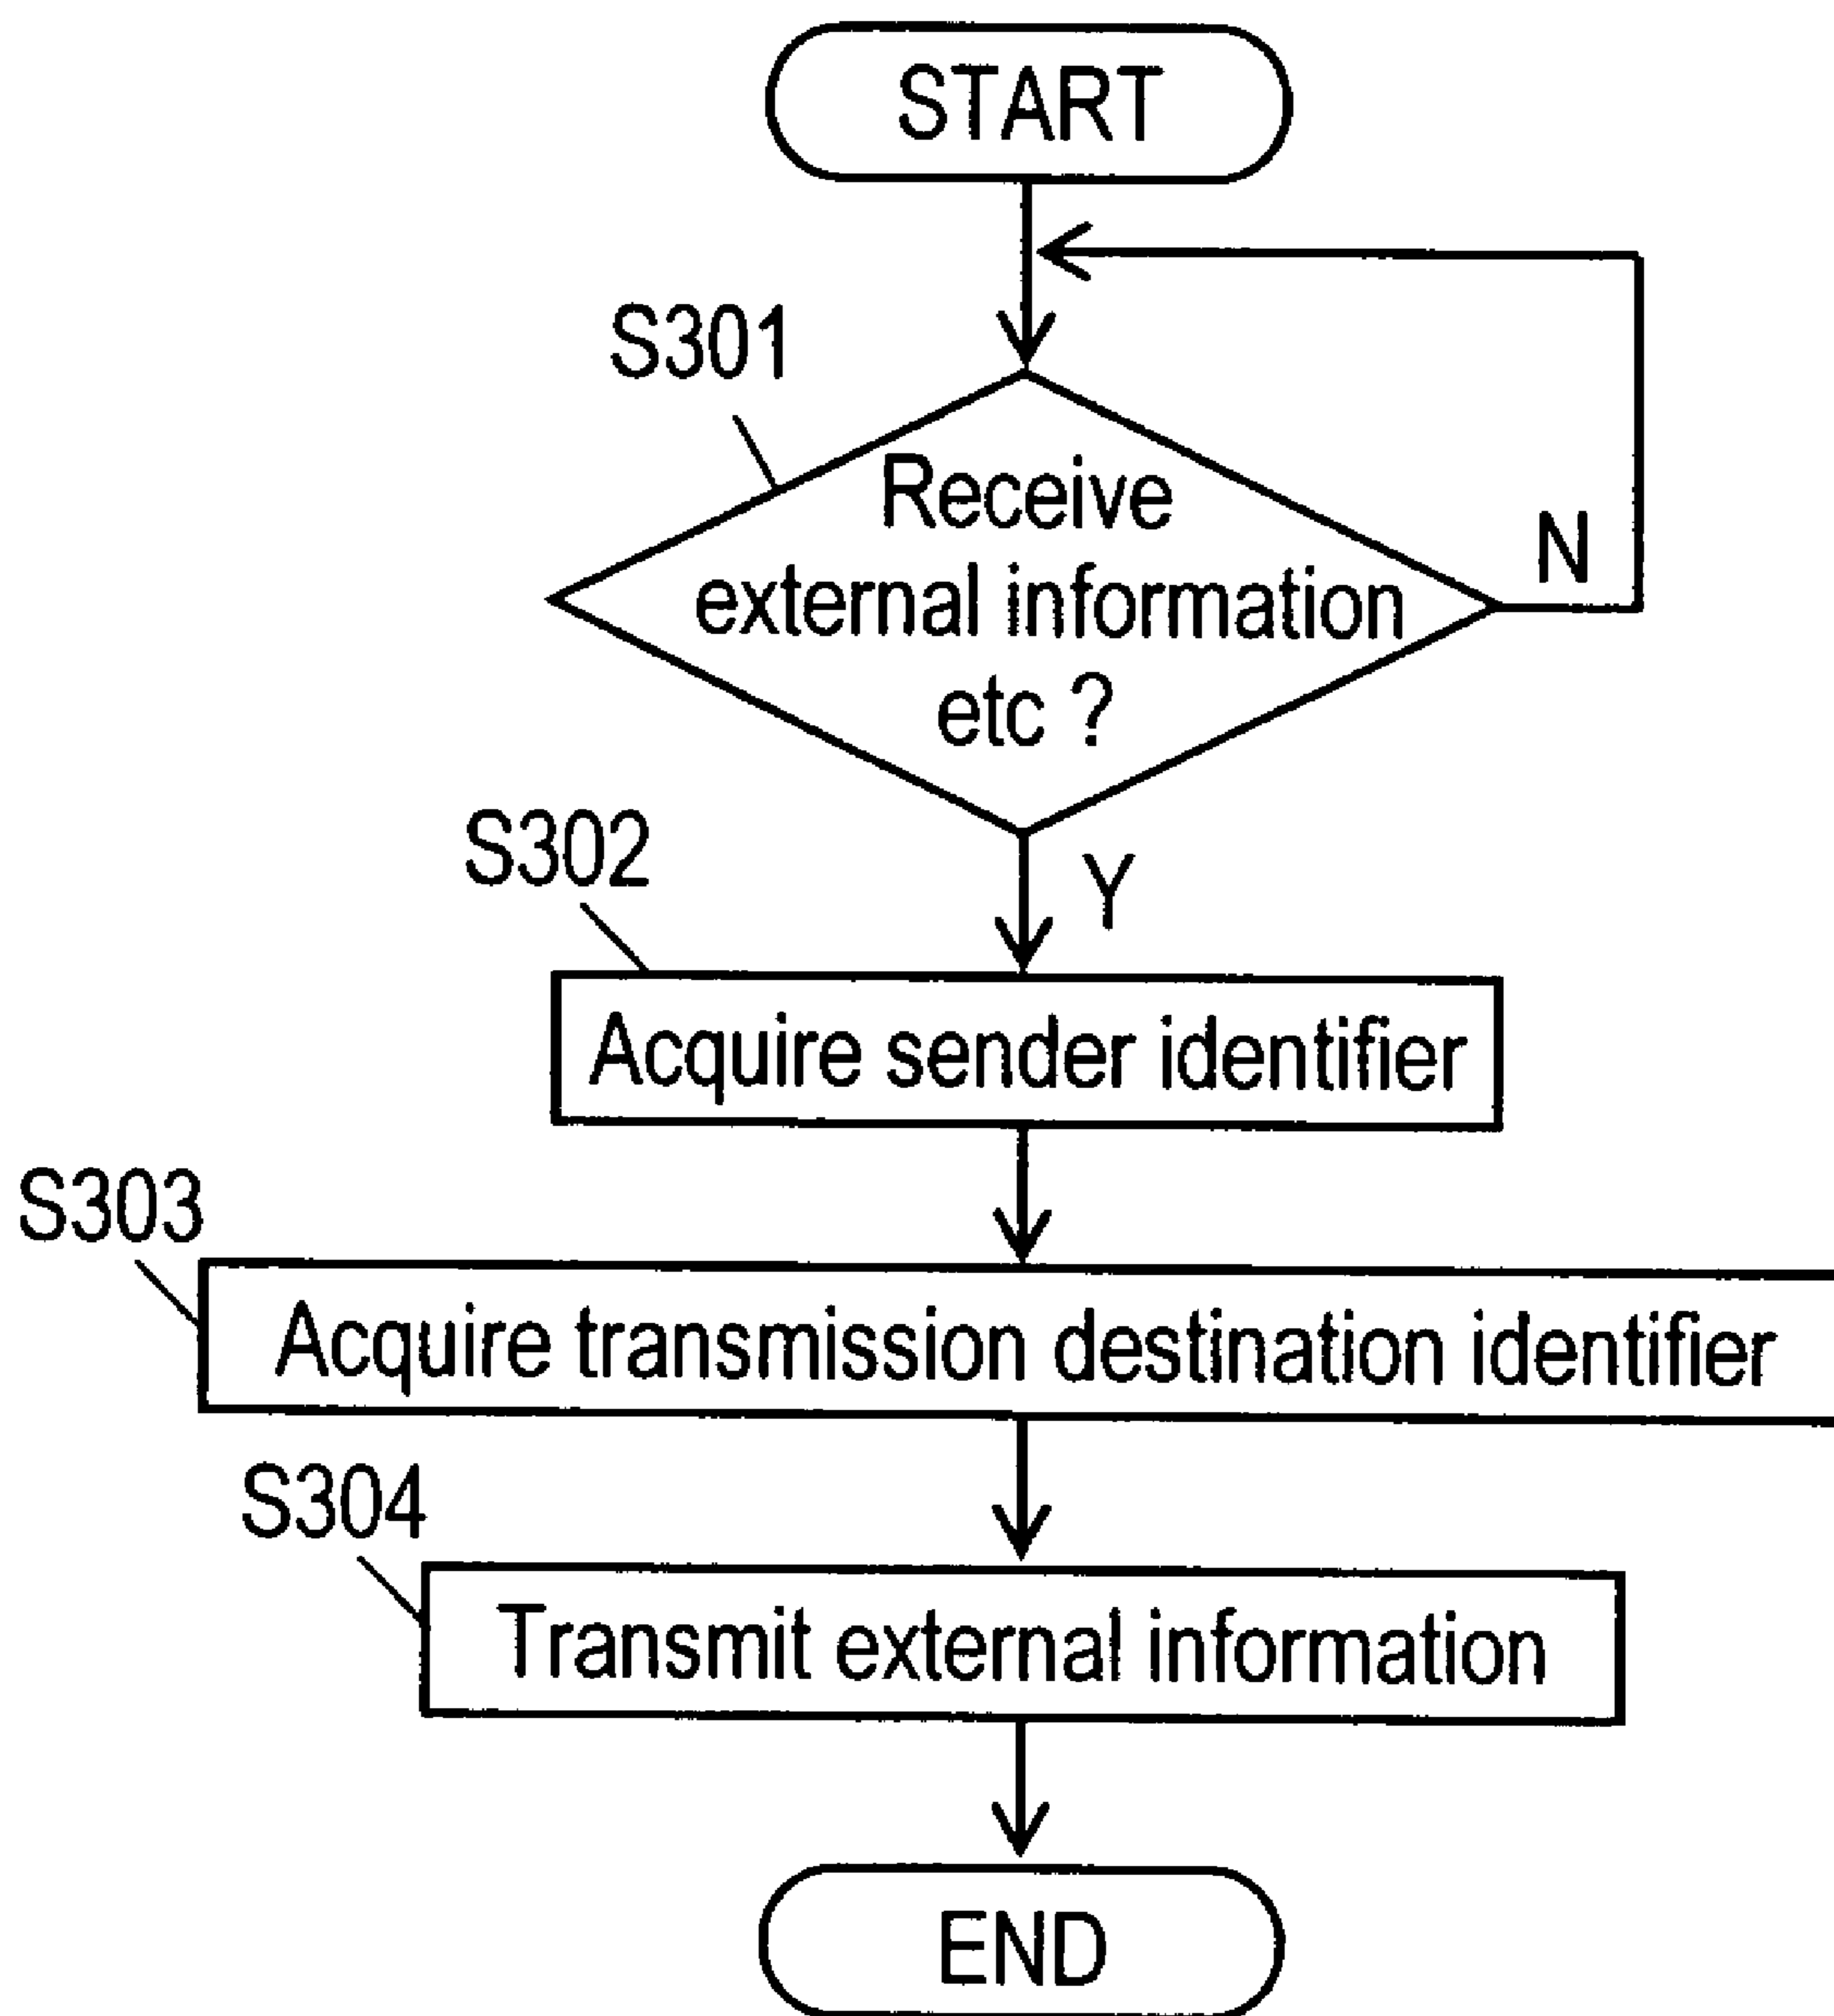 START
S301
Receive
external information
etc ?
N
Y
S302
Acquire sender identifier
S303
Acquire transmission destination identifier
S304
Transmit external information
END